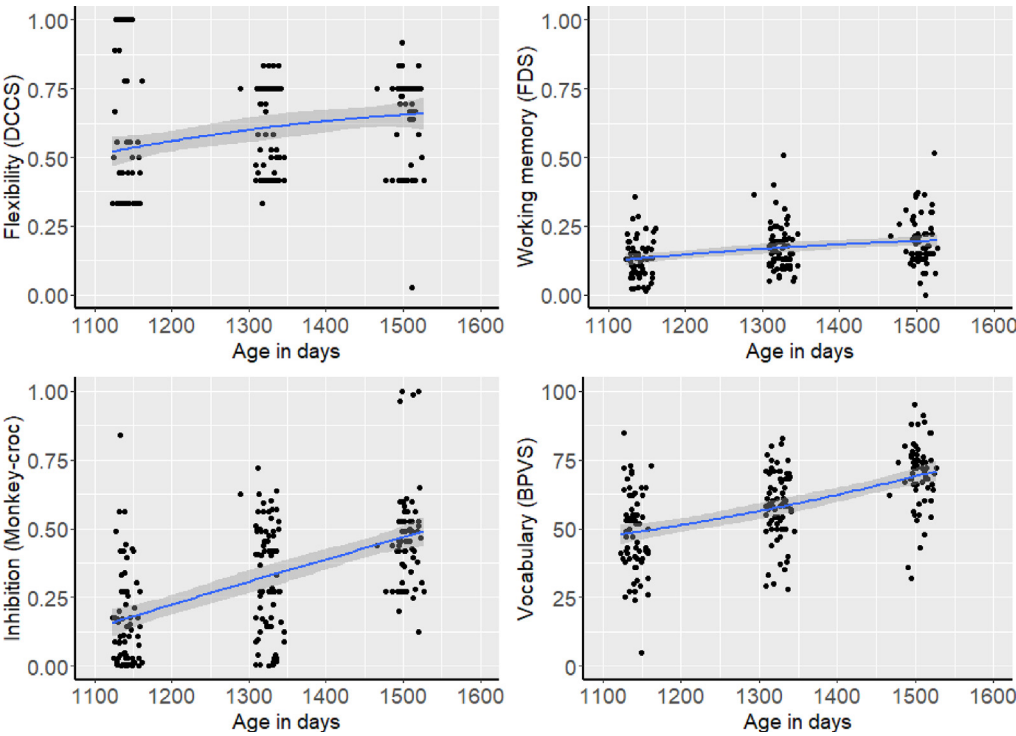 Flexibility (DCCS)
1.00
0.75
0.50
0.25
0.00
1100 1200 1300 1400 1500 1600
Age in days
Working memory (FDS)
1.00
0.75
0.50
0.25
0.00
1100 1200 1300 1400 1500 1600
Age in days
Inhibition (Monkey-croc)
1.00
0.75
0.50
0.25
0.00
1100 1200 1300 1400 1500 1600
Age in days
Vocabulary (BPVS)
100
75
50
25
0
1100 1200 1300 1400 1500 1600
Age in days